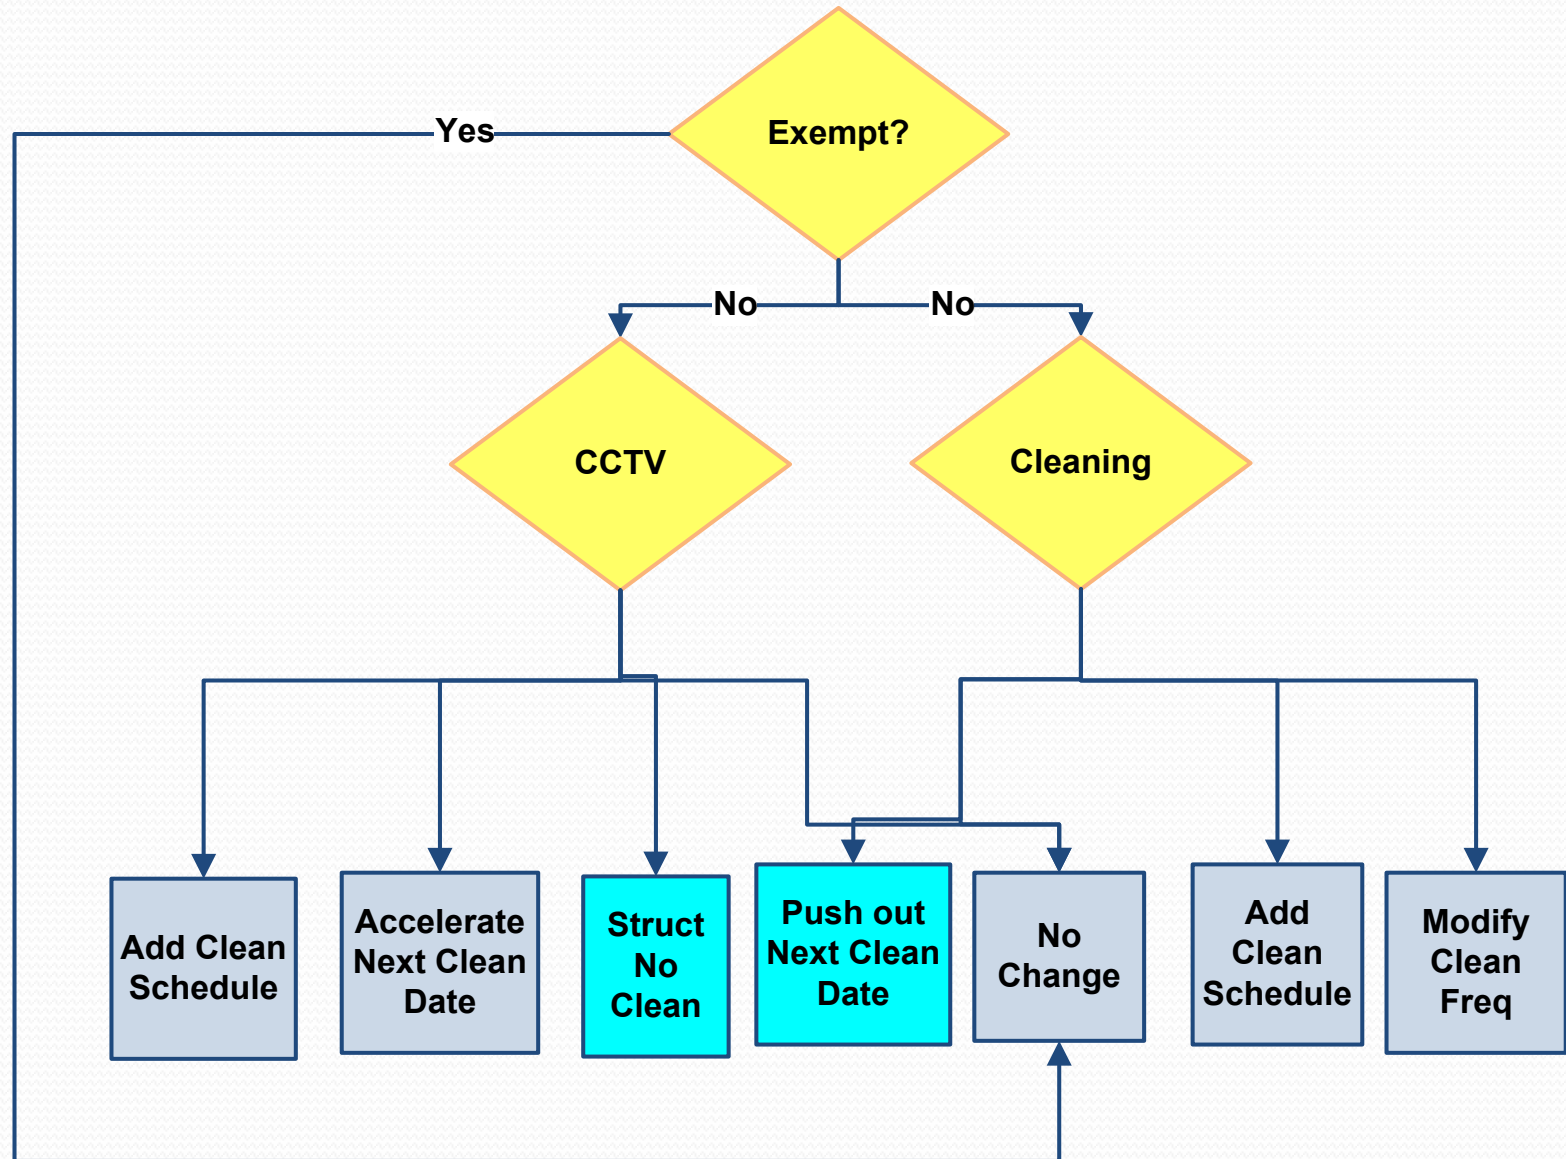 Exempt?
Yes
No
No
CCTV
Cleaning
Add Clean
Schedule
Accelerate
Next Clean
Date
Struct
No
Clean
Push out
Next Clean
Date
No
Change
Add
Clean
Schedule
Modify
Clean
Freq